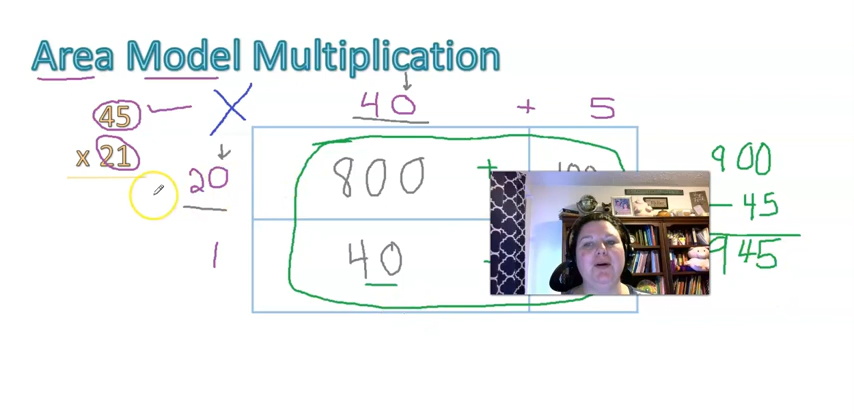 Area Model Multiplication
45
x 21
X
40 + 5
20
800 +
1
40
900
45
945